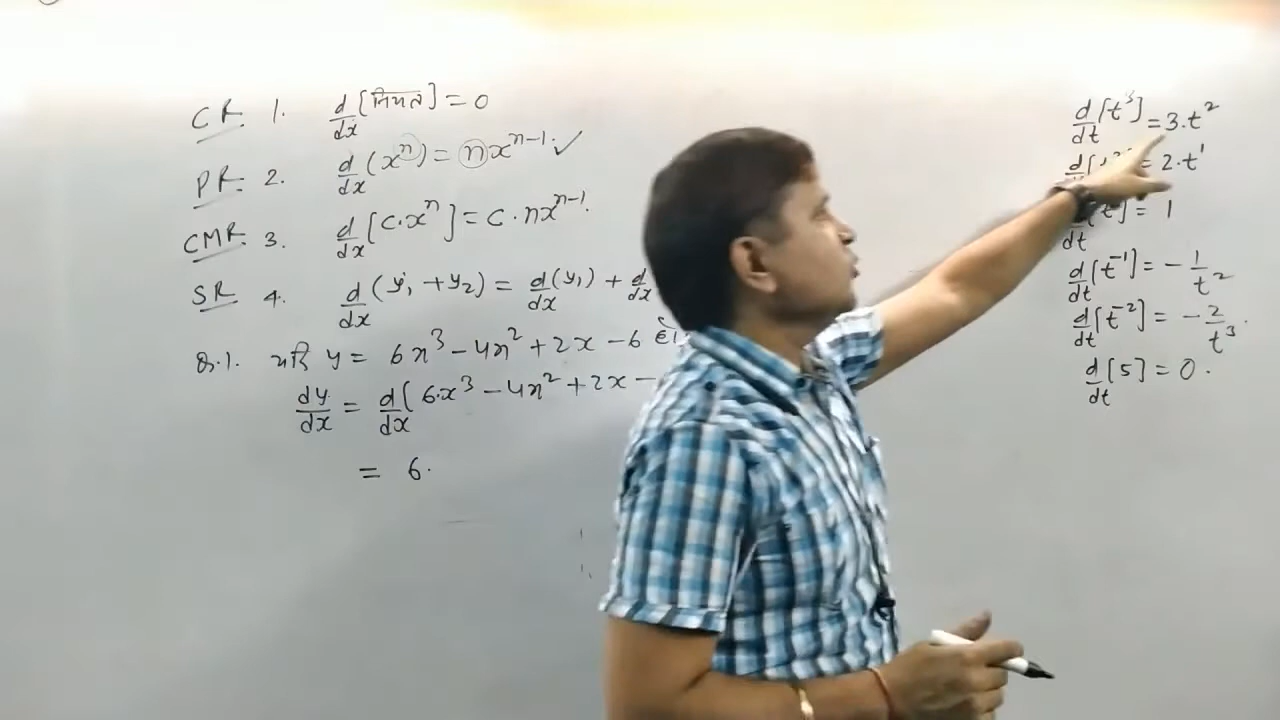 CR. 1. d/dx [नियत] = 0
PR. 2. d/dx (xⁿ) = nxⁿ⁻¹. ✓
CMR. 3. d/dx [c·xⁿ] = c·nxⁿ⁻¹.
SR 4. d/dx (y₁ + y₂) = d/dx (y₁) + d/dx
Q.1. यदि y = 6x³ – 4x² + 2x – 6 हो
dy/dx = d/dx ( 6x³ – 4x² + 2x –
= 6.
d/dt [t³] = 3·t²
= 2·t¹
[t] = 1
dt
d/dt [t⁻¹] = – 1/t²
d/dt [t⁻²] = – 2/t³.
d/dt [5] = 0.